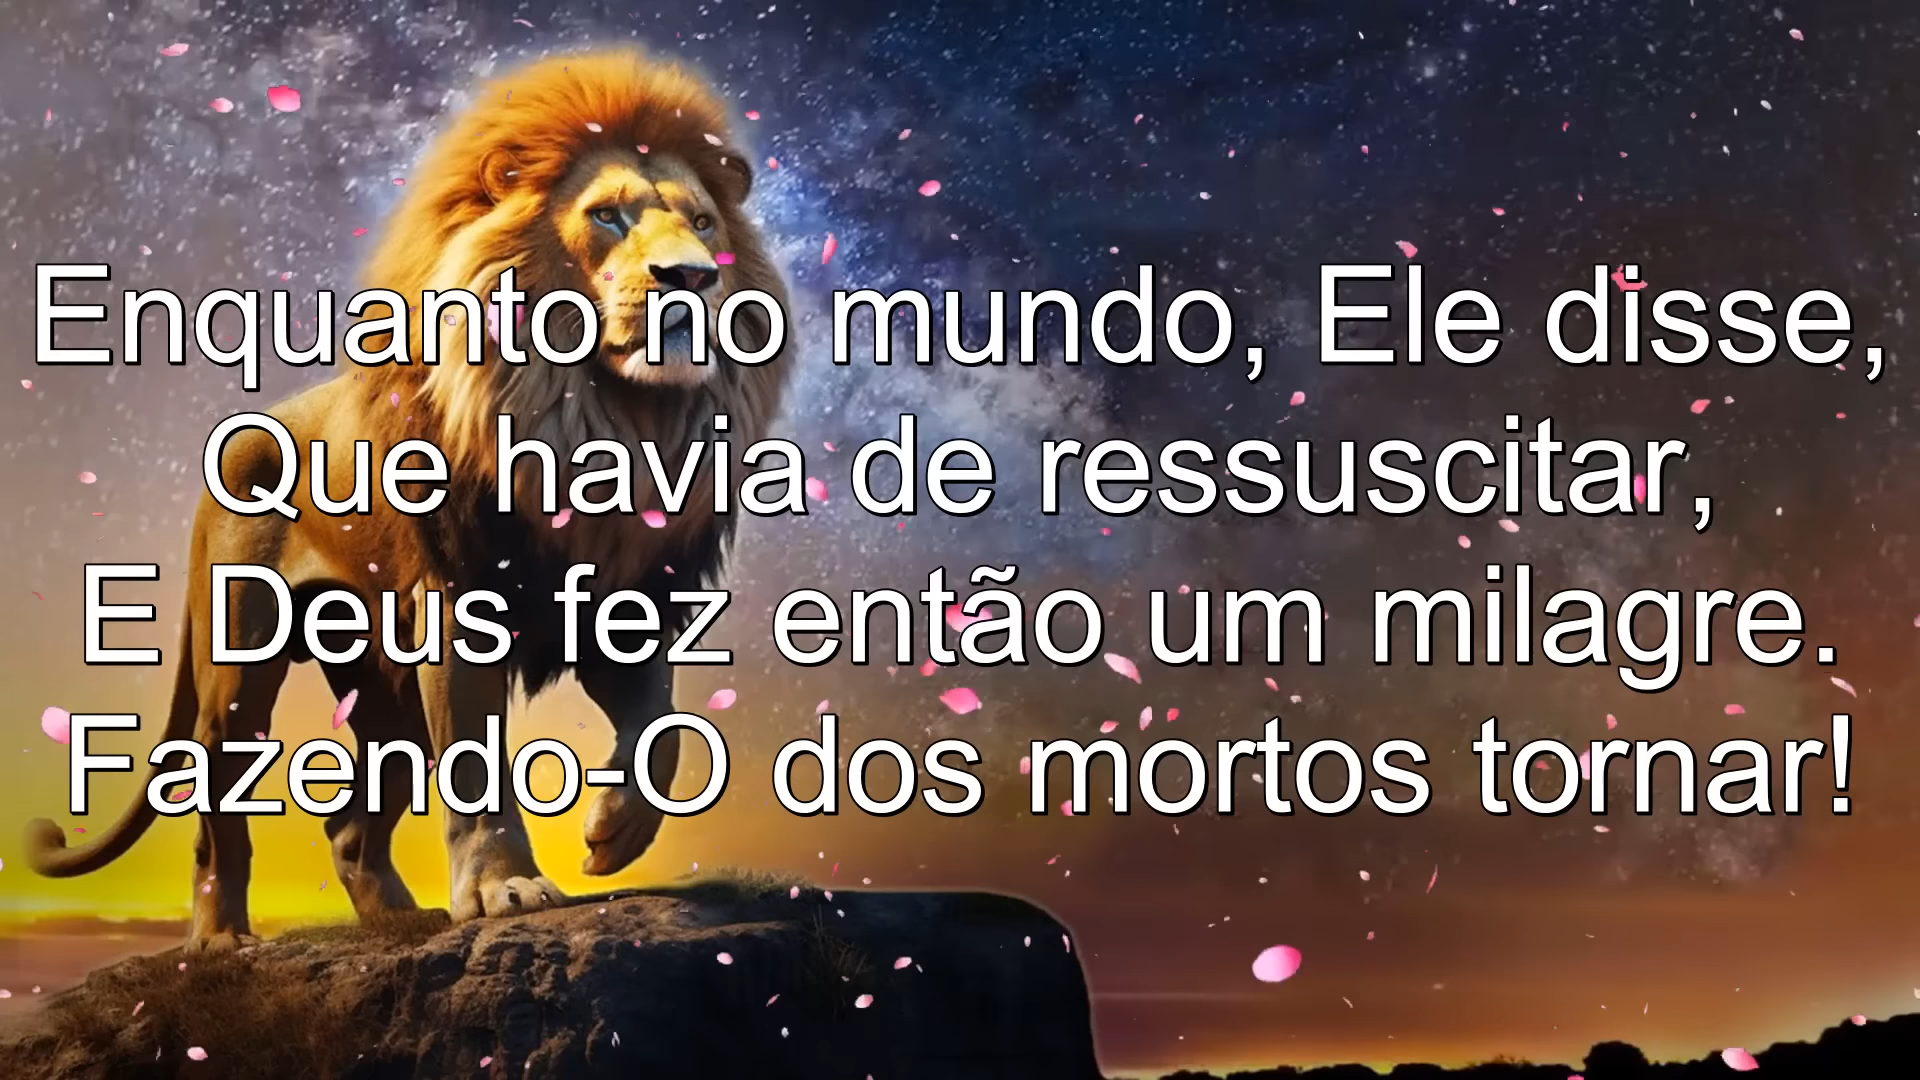 Enquanto no mundo, Ele disse,
Que havia de ressuscitar,
E Deus fez então um milagre.
Fazendo-O dos mortos tornar!